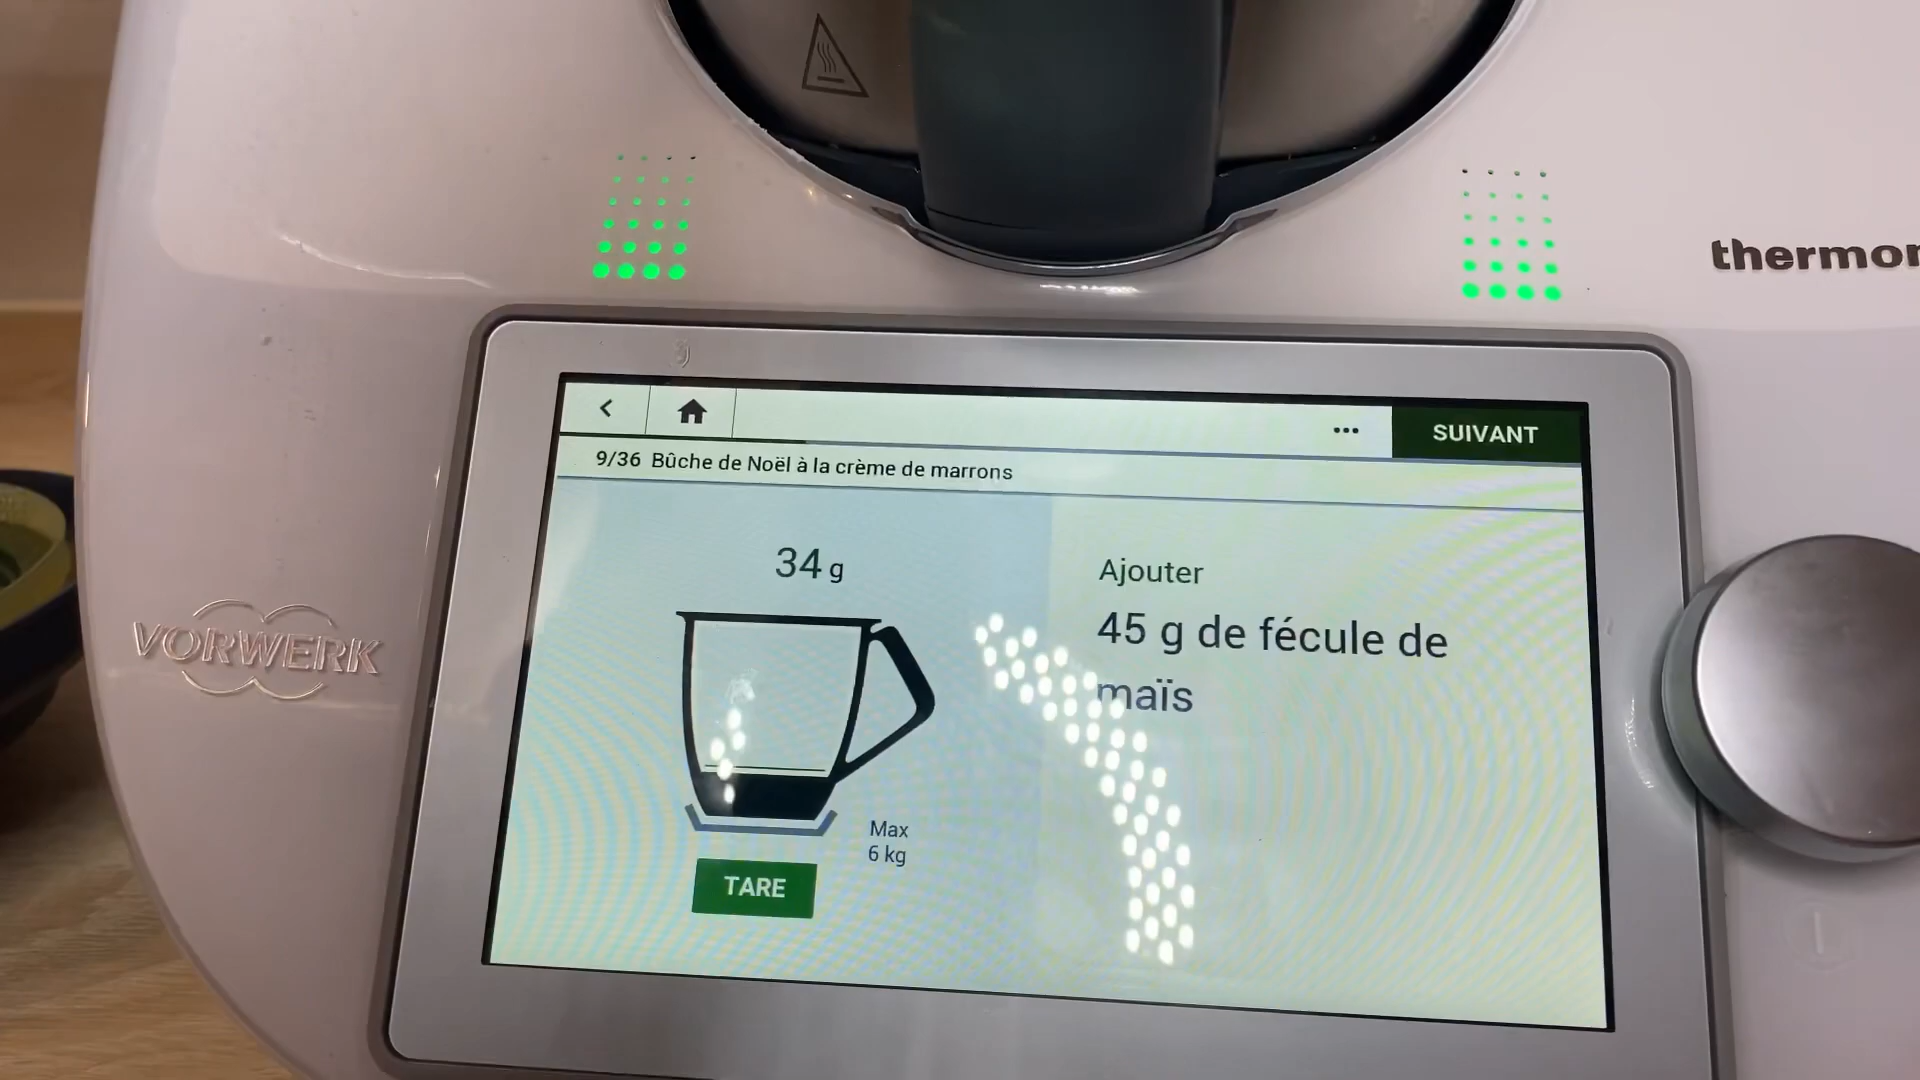 thermo
SUIVANT
9/36 Bûche de Noël à la crème de marrons
34 g
Ajouter
45 g de fécule de
maïs
VORWERK
Max
6 kg
TARE